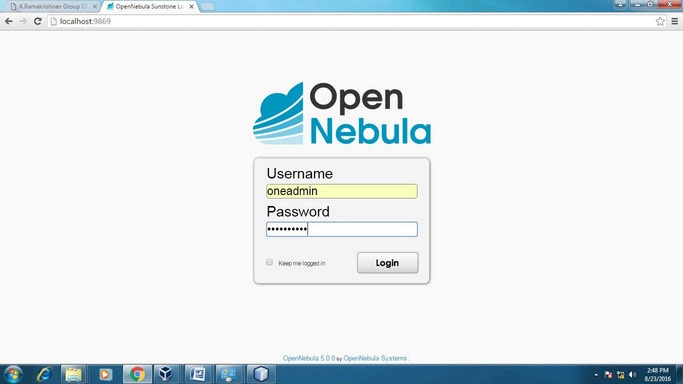 K.Ramakrishnan Group C
OpenNebula Sunstone Lo
localhost:9869
Open
Nebula
Username
oneadmin
Password
Keep me logged in
Login
OpenNebula 5.0.0 by OpenNebula Systems .
2:48 PM
8/23/2016